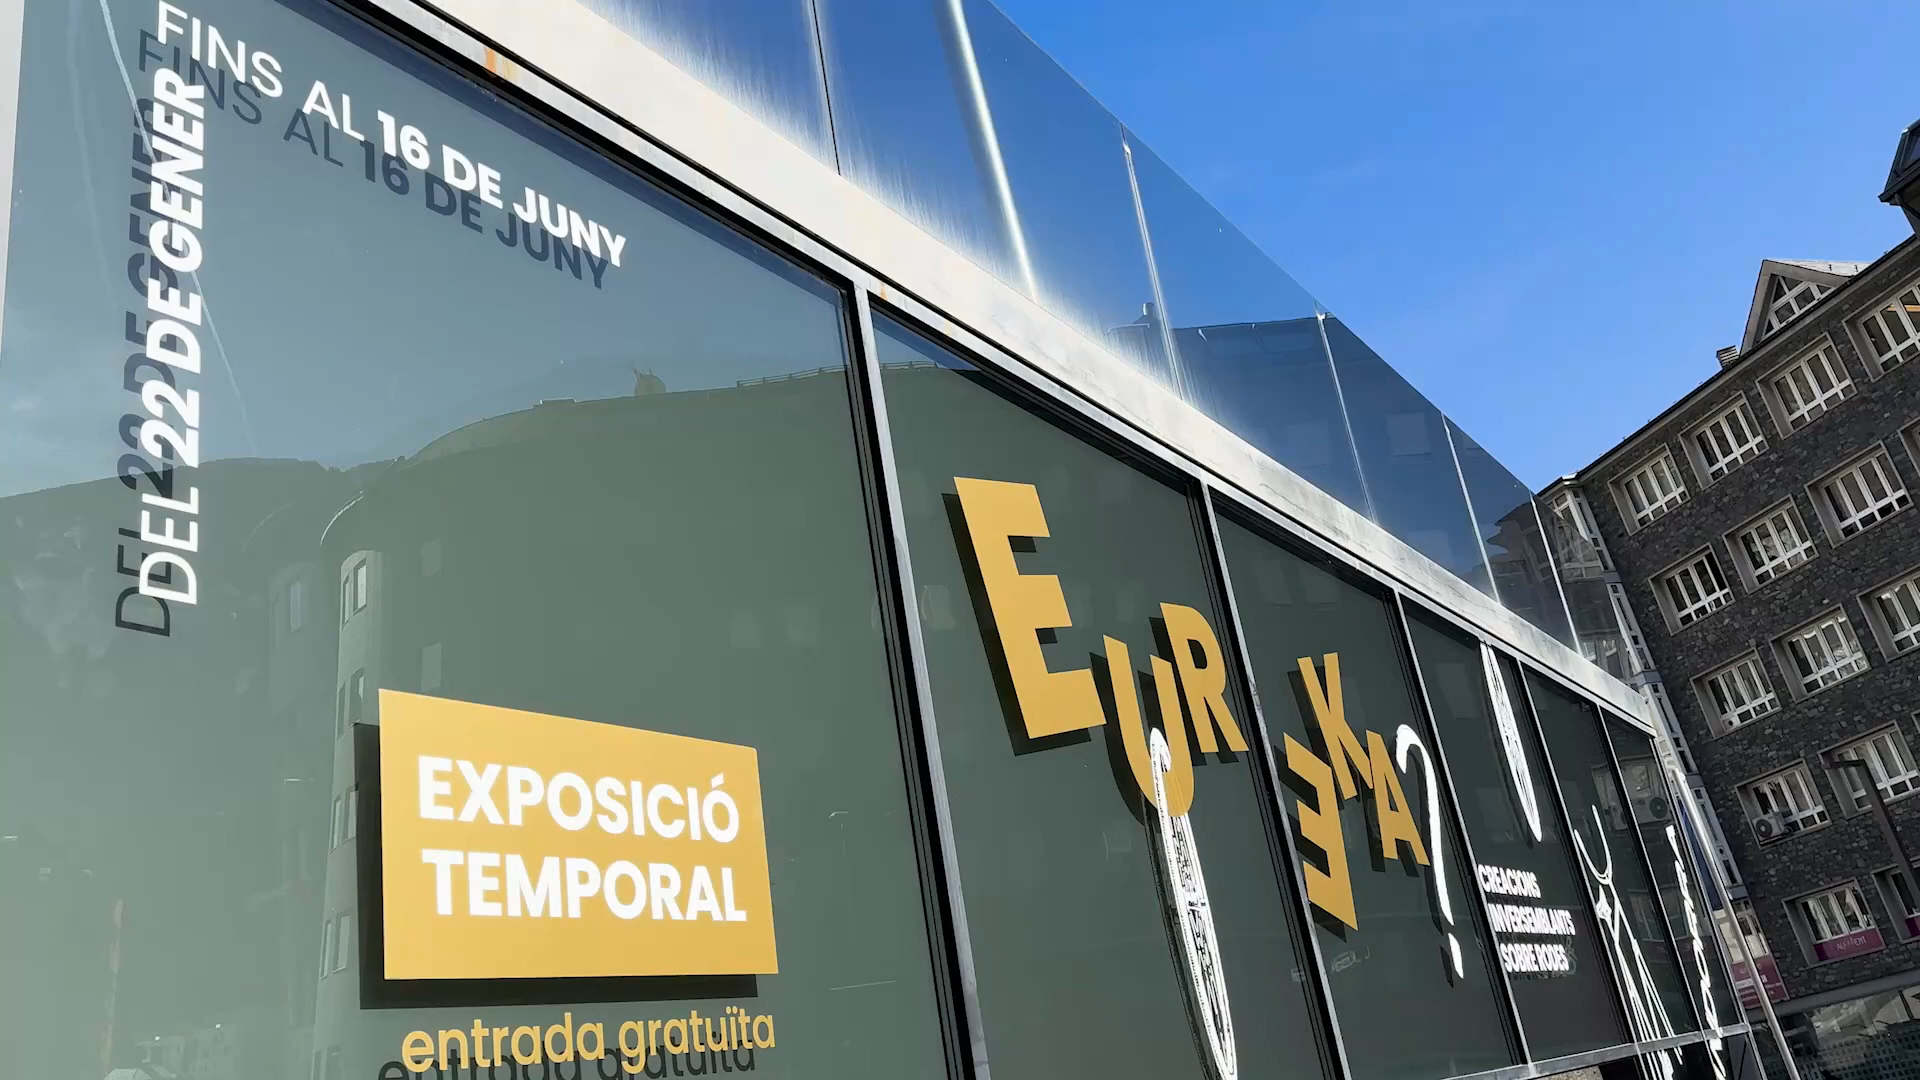 DEL 22 DE GENER
FINS AL 16 DE JUNY
EXPOSICIÓ
TEMPORAL
entrada gratuïta
EUREKA?
CREACIONS
INVERSEMBLANTS
SOBRE RODES